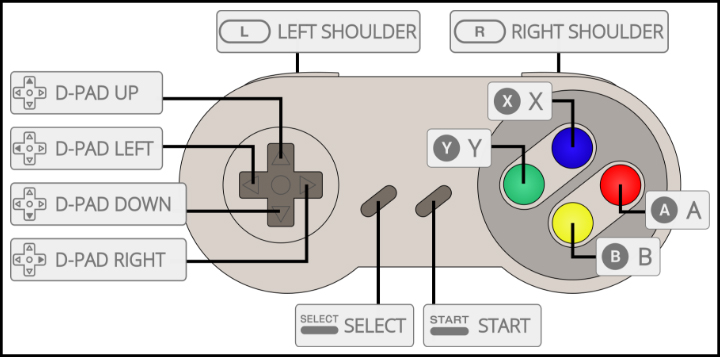 L LEFT SHOULDER
R RIGHT SHOULDER
D-PAD UP
X X
D-PAD LEFT
Y Y
D-PAD DOWN
A A
D-PAD RIGHT
B B
SELECT SELECT
START START